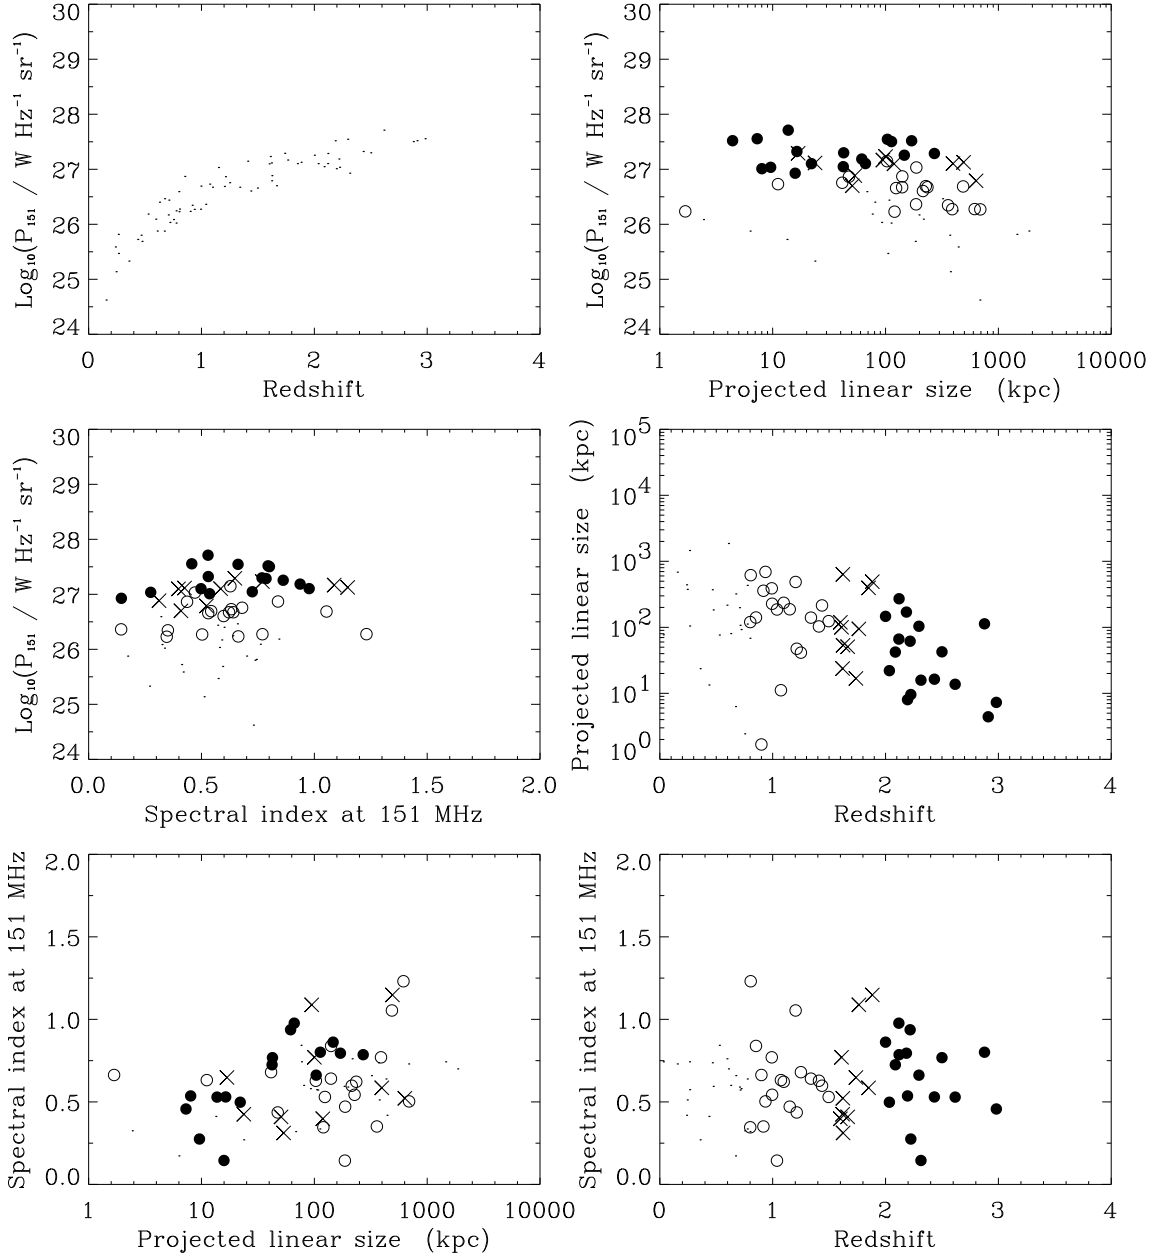 30
29
28
27
26
25
24
Log₁₀(P₁₅₁ / W Hz⁻¹ sr⁻¹)
0 1 2 3 4
Redshift
30
29
28
27
26
25
24
Log₁₀(P₁₅₁ / W Hz⁻¹ sr⁻¹)
1 10 100 1000 10000
Projected linear size (kpc)
30
29
28
27
26
25
24
Log₁₀(P₁₅₁ / W Hz⁻¹ sr⁻¹)
0.0 0.5 1.0 1.5 2.0
Spectral index at 151 MHz
10⁵
10⁴
10³
10²
10¹
10⁰
Projected linear size (kpc)
0 1 2 3 4
Redshift
2.0
1.5
1.0
0.5
0.0
Spectral index at 151 MHz
1 10 100 1000 10000
Projected linear size (kpc)
2.0
1.5
1.0
0.5
0.0
Spectral index at 151 MHz
0 1 2 3 4
Redshift